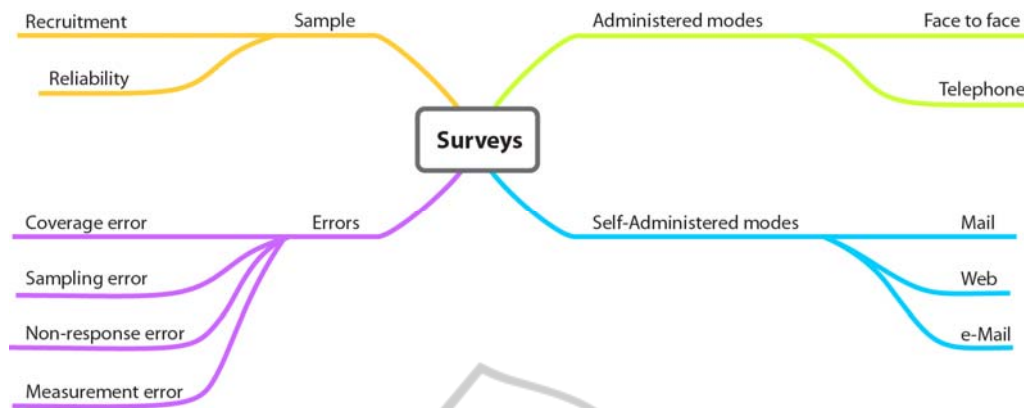 Recruitment
Sample
Reliability
Administered modes
Face to face
Telephone
Surveys
Coverage error
Errors
Sampling error
Non-response error
Measurement error
Self-Administered modes
Mail
Web
e-Mail